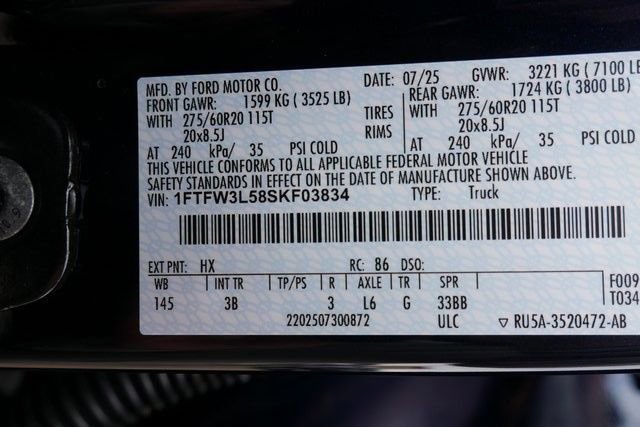 MFD. BY FORD MOTOR CO. DATE: 07/25 GVWR: 3221 KG (7100 LB
FRONT GAWR: 1599 KG (3525 LB) REAR GAWR: 1724 KG (3800 LB)
WITH 275/60R20 115T TIRES WITH 275/60R20 115T
20x8.5J RIMS 20x8.5J
AT 240 kPa/ 35 PSI COLD AT 240 kPa/ 35 PSI COLD
THIS VEHICLE CONFORMS TO ALL APPLICABLE FEDERAL MOTOR VEHICLE
SAFETY STANDARDS IN EFFECT ON THE DATE OF MANUFACTURE SHOWN ABOVE.
VIN: 1FTFW3L58SKF03834 TYPE: Truck
EXT PNT: HX RC: 86 DSO:
WB INT TR TP/PS R AXLE TR SPR F009
145 3B 3 L6 G 33BB T034
2202507300872 ULC ▽ RU5A-3520472-AB